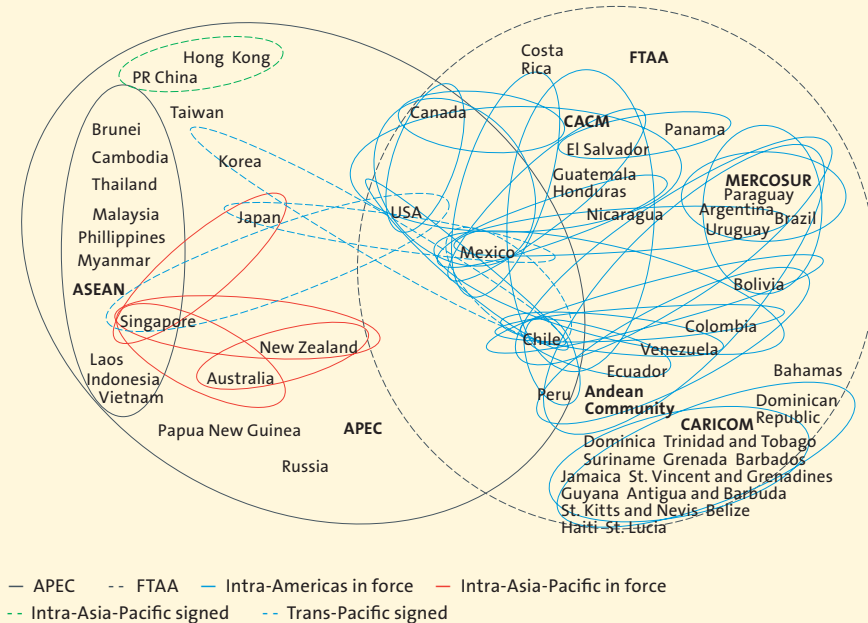 Hong Kong
PR China
Taiwan
Brunei
Cambodia
Thailand
Malaysia
Phillippines
Myanmar
ASEAN
Singapore
Laos
Indonesia
Vietnam
Korea
Japan
New Zealand
Australia
Papua New Guinea
APEC
Russia
Canada
USA
Mexico
Chile
Peru
Costa
Rica
FTAA
CACM
El Salvador
Panama
Guatemala
Honduras
Nicaragua
MERCOSUR
Paraguay
Argentina
Brazil
Uruguay
Bolivia
Colombia
Venezuela
Ecuador
Andean
Community
Bahamas
Dominican
Republic
CARICOM
Dominica Trinidad and Tobago
Suriname Grenada Barbados
Jamaica St. Vincent and Grenadines
Guyana Antigua and Barbuda
St. Kitts and Nevis Belize
Haiti St. Lucia
APEC FTAA Intra-Americas in force Intra-Asia-Pacific in force
Intra-Asia-Pacific signed Trans-Pacific signed